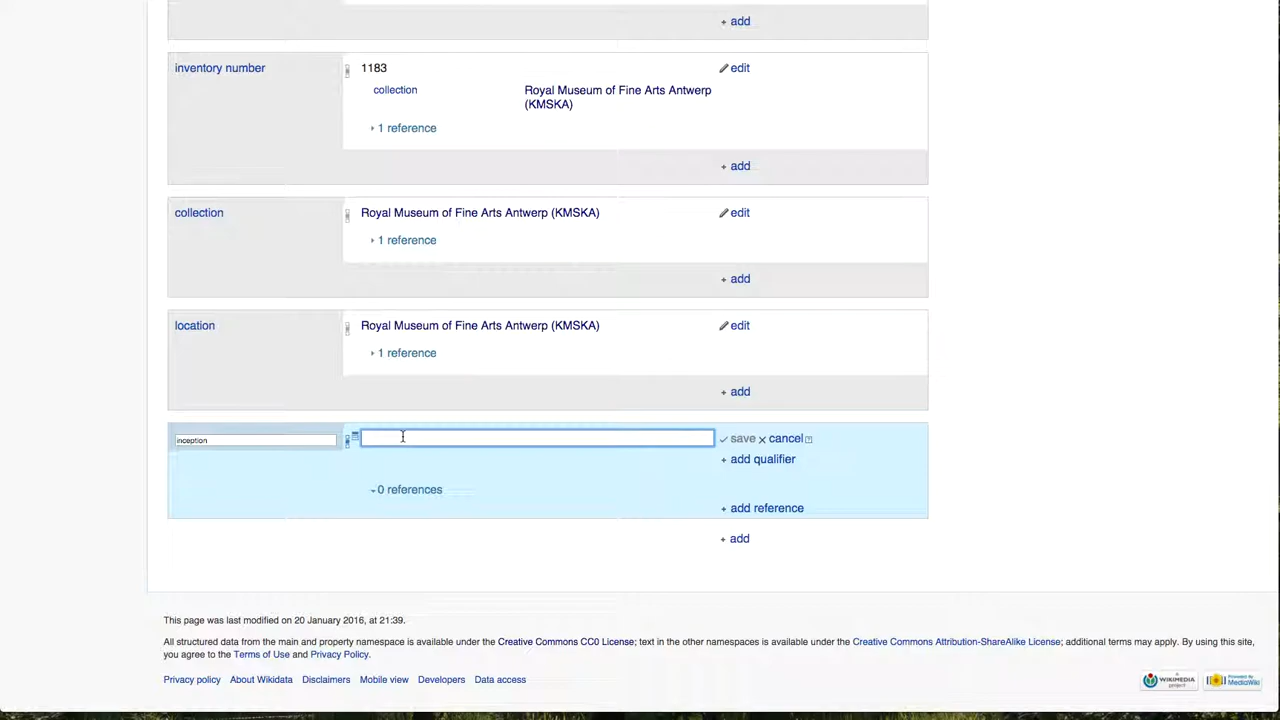 + add
inventory number
1183
edit
collection
Royal Museum of Fine Arts Antwerp
(KMSKA)
1 reference
+ add
collection
Royal Museum of Fine Arts Antwerp (KMSKA)
edit
1 reference
+ add
location
Royal Museum of Fine Arts Antwerp (KMSKA)
edit
1 reference
+ add
inception
save
cancel
[?]
+ add qualifier
0 references
+ add reference
+ add
This page was last modified on 20 January 2016, at 21:39.
All structured data from the main and property namespace is available under the Creative Commons CC0 License; text in the other namespaces is available under the Creative Commons Attribution-ShareAlike License; additional terms may apply. By using this site,
you agree to the Terms of Use and Privacy Policy.
Privacy policy
About Wikidata
Disclaimers
Mobile view
Developers
Data access
A
WIKIMEDIA
project
Powered By
MediaWiki